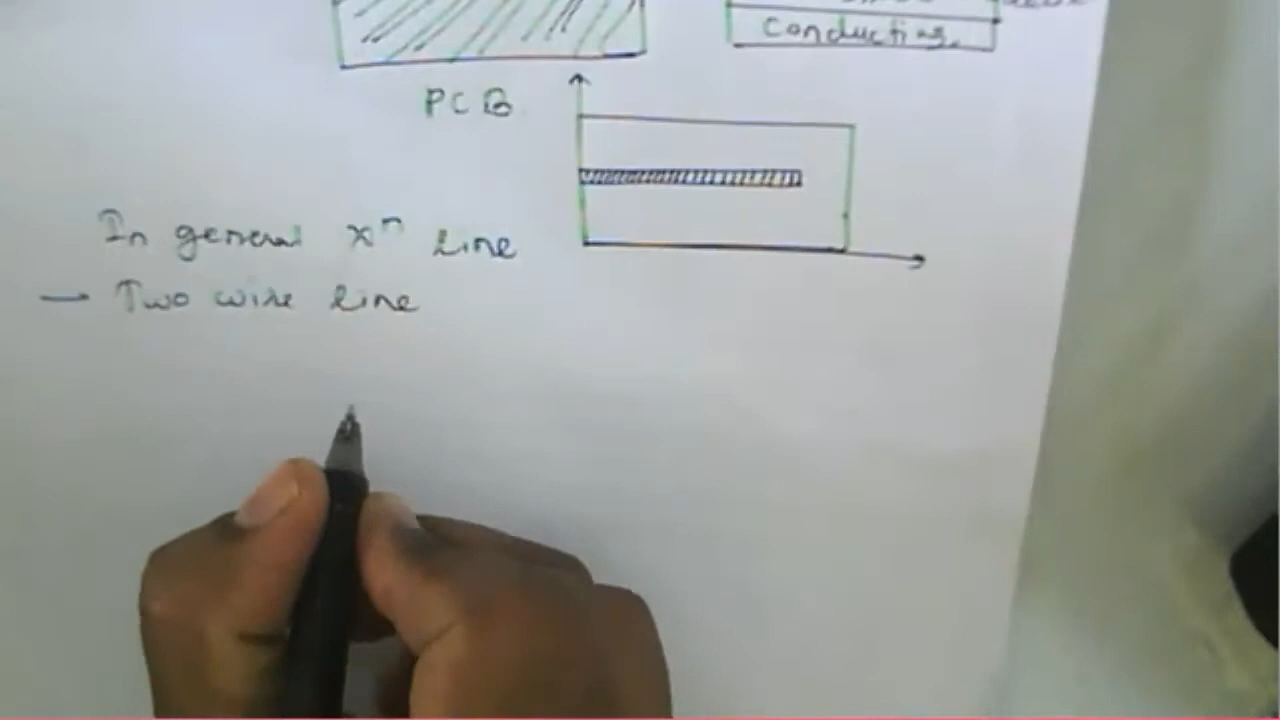 conducting
PCB
In general xⁿ line
→ Two wire line